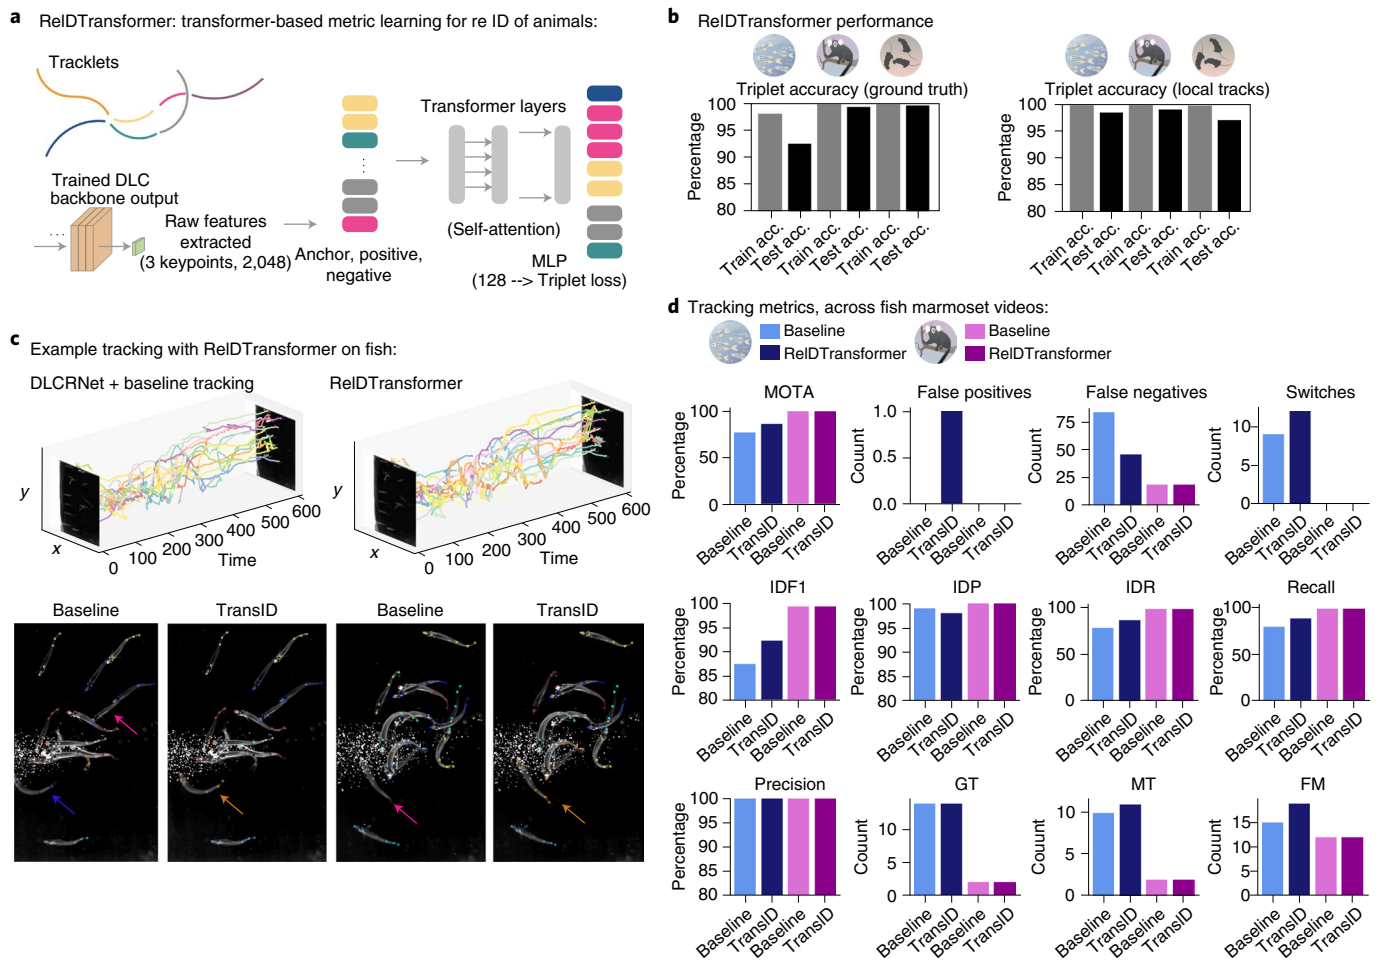 a ReIDTransformer: transformer-based metric learning for re ID of animals:
Tracklets
Trained DLC
backbone output
...
Raw features
extracted
(3 keypoints, 2,048)
Anchor, positive,
negative
Transformer layers
(Self-attention)
MLP
(128 --> Triplet loss)
b ReIDTransformer performance
Triplet accuracy (ground truth)
Percentage
100
95
90
85
80
Train acc.
Test acc.
Train acc.
Test acc.
Train acc.
Test acc.
Triplet accuracy (local tracks)
Percentage
100
95
90
85
80
Train acc.
Test acc.
Train acc.
Test acc.
Train acc.
Test acc.
c Example tracking with ReIDTransformer on fish:
DLCRNet + baseline tracking
y
x
0 100 200 300 400 500 600
Time
ReIDTransformer
y
x
0 100 200 300 400 500 600
Time
Baseline
TransID
Baseline
TransID
d Tracking metrics, across fish marmoset videos:
Baseline
ReIDTransformer
Baseline
ReIDTransformer
MOTA
Percentage
100
50
0
Baseline
TransID
Baseline
TransID
False positives
Count
1.0
0.5
0.0
Baseline
TransID
Baseline
TransID
False negatives
Count
75
50
25
0
Baseline
TransID
Baseline
TransID
Switches
Count
10
5
0
Baseline
TransID
Baseline
TransID
IDF1
Percentage
100
95
90
85
80
Baseline
TransID
Baseline
TransID
IDP
Percentage
100
95
90
85
80
Baseline
TransID
Baseline
TransID
IDR
Percentage
100
50
0
Baseline
TransID
Baseline
TransID
Recall
Percentage
100
50
0
Baseline
TransID
Baseline
TransID
Precision
Percentage
100
95
90
85
80
Baseline
TransID
Baseline
TransID
GT
Couunt
10
5
0
Baseline
TransID
Baseline
TransID
MT
Couunt
10
5
0
Baseline
TransID
Baseline
TransID
FM
Couunt
15
10
5
0
Baseline
TransID
Baseline
TransID